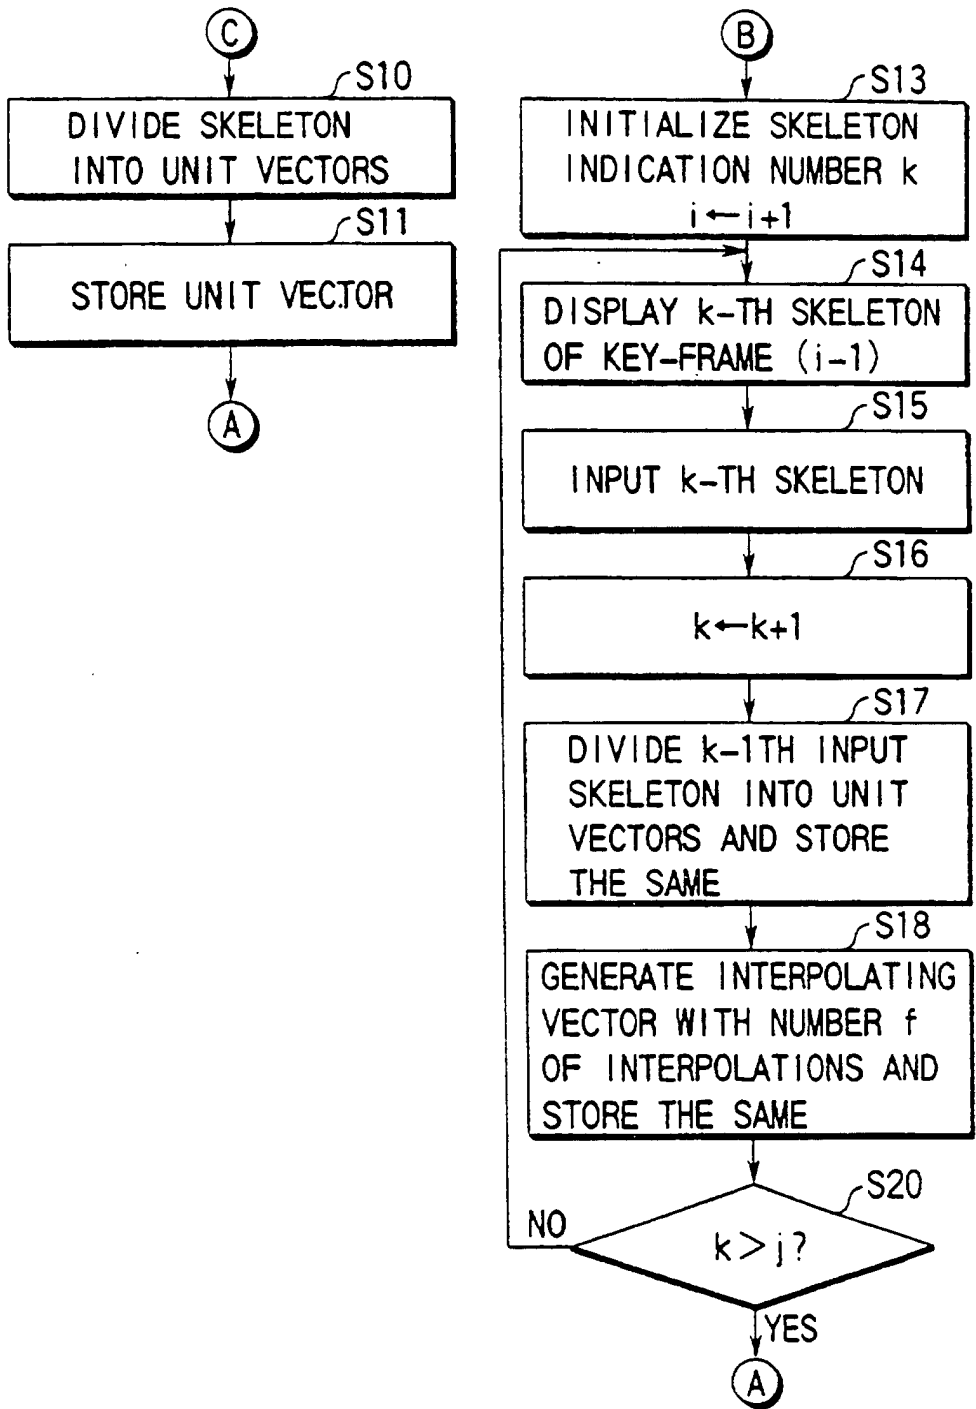 C
S10
DIVIDE SKELETON
INTO UNIT VECTORS
S11
STORE UNIT VECTOR
A
B
S13
INITIALIZE SKELETON
INDICATION NUMBER k
i←i+1
S14
DISPLAY k-TH SKELETON
OF KEY-FRAME (i-1)
S15
INPUT k-TH SKELETON
S16
k←k+1
S17
DIVIDE k-1TH INPUT
SKELETON INTO UNIT
VECTORS AND STORE
THE SAME
S18
GENERATE INTERPOLATING
VECTOR WITH NUMBER f
OF INTERPOLATIONS AND
STORE THE SAME
S20
NO
k>j?
YES
A